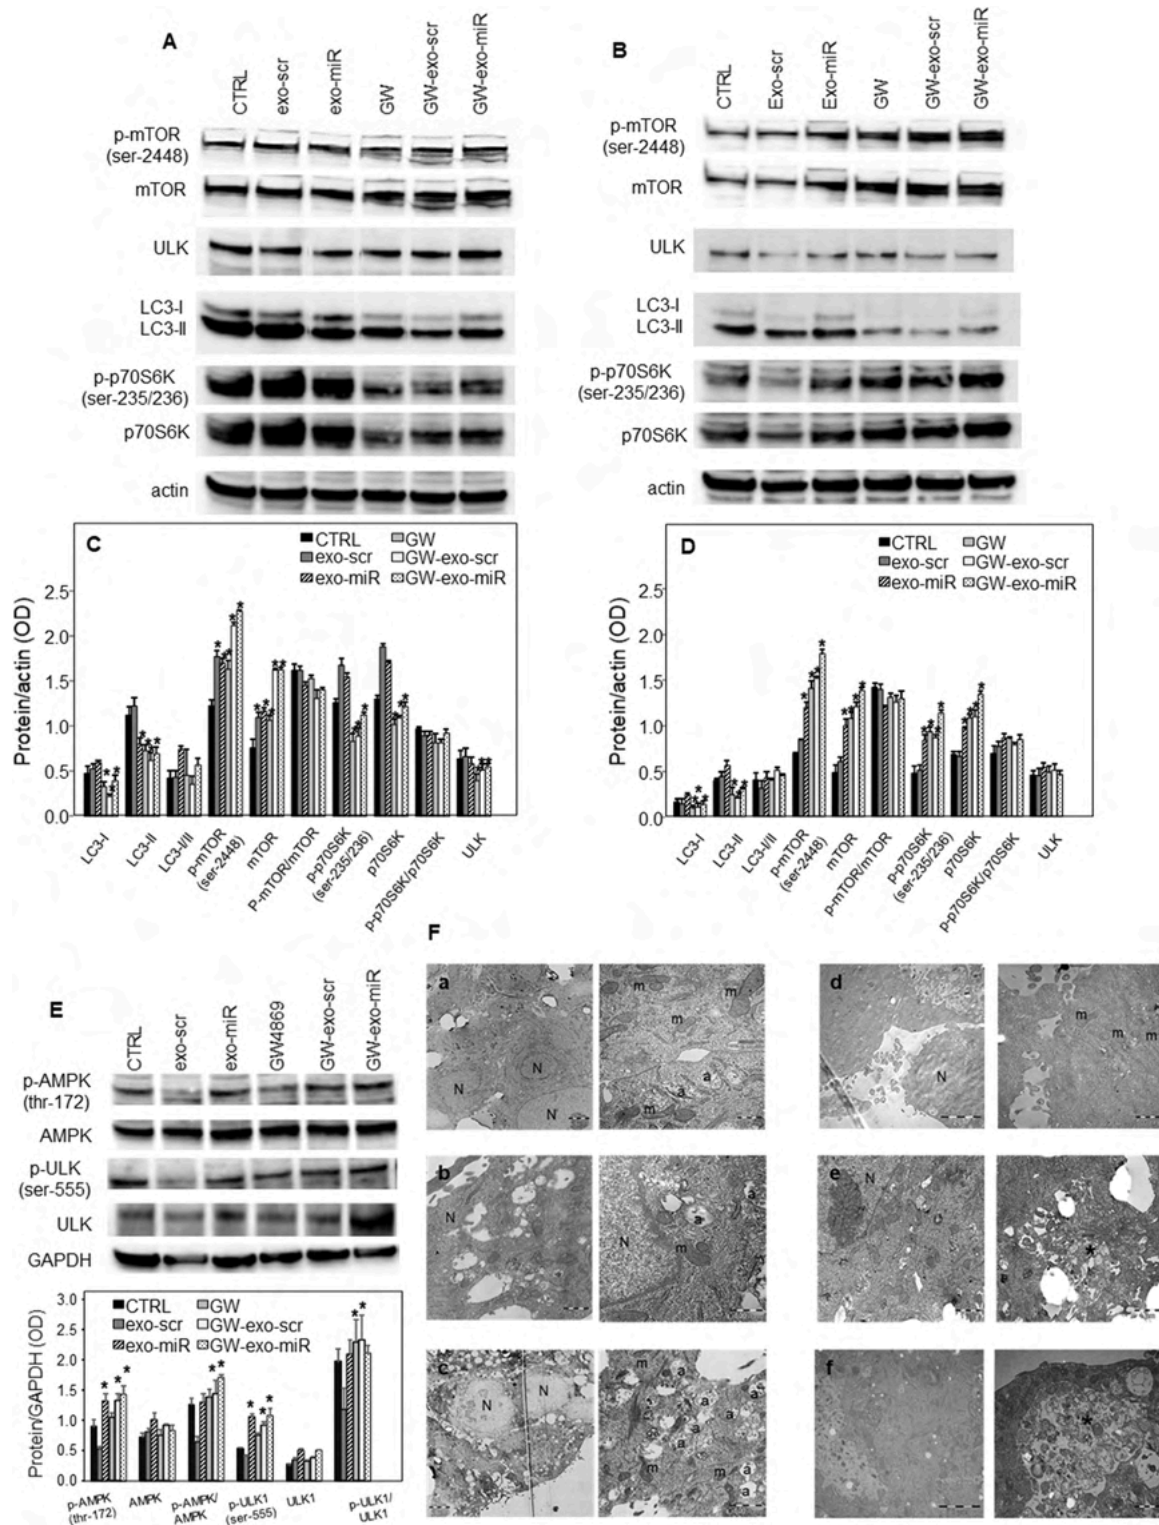 A
CTRL
exo-scr
exo-miR
GW
GW-exo-scr
GW-exo-miR
p-mTOR
(ser-2448)
mTOR
ULK
LC3-I
LC3-II
p-p70S6K
(ser-235/236)
p70S6K
actin
B
CTRL
Exo-scr
Exo-miR
GW
GW-exo-scr
GW-exo-miR
p-mTOR
(ser-2448)
mTOR
ULK
LC3-I
LC3-II
p-p70S6K
(ser-235/236)
p70S6K
actin
C
CTRL GW
exo-scr GW-exo-scr
exo-miR GW-exo-miR
Protein/actin (OD)
2.5
2.0
1.5
1.0
0.5
0.0
LC3-I
LC3-II
LC3-I/II
p-mTOR
(ser-2448)
mTOR
P-mTOR/mTOR
p-p70S6K
(ser-235/236)
p70S6K
p-p70S6K/p70S6K
ULK
D
CTRL GW
exo-scr GW-exo-scr
exo-miR GW-exo-miR
Protein/actin (OD)
2.5
2.0
1.5
1.0
0.5
0.0
LC3-I
LC3-II
LC3-I/II
p-mTOR
(ser-2448)
mTOR
p-mTOR/mTOR
p-p70S6K
(ser-235/236)
p70S6K
p-p70S6K/p70S6K
ULK
E
CTRL
exo-scr
exo-miR
GW4869
GW-exo-scr
GW-exo-miR
p-AMPK
(thr-172)
AMPK
p-ULK
(ser-555)
ULK
GAPDH
CTRL GW
exo-scr GW-exo-scr
exo-miR GW-exo-miR
Protein/GAPDH (OD)
3.0
2.5
2.0
1.5
1.0
0.5
0.0
p-AMPK
(thr-172)
AMPK
p-AMPK/
AMPK
p-ULK1
(ser-555)
ULK1
p-ULK1/
ULK1
F
a
N
N
m
m
m
a
m
d
N
m
m
m
b
N
N
a
a
m
a
e
N
c
N
N
m
a
a
a
a
a
a
m
m
a
a
f